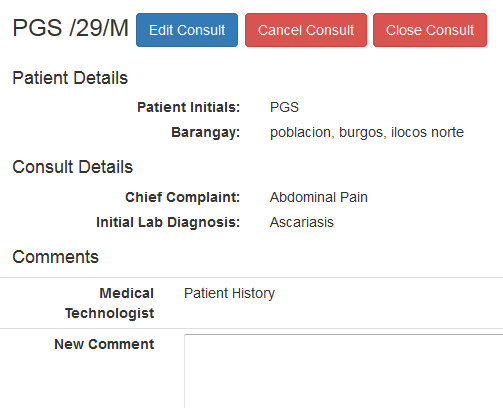 PGS /29/M Edit Consult Cancel Consult Close Consult
Patient Details
Patient Initials: PGS
Barangay: poblacion, burgos, ilocos norte
Consult Details
Chief Complaint: Abdominal Pain
Initial Lab Diagnosis: Ascariasis
Comments
Medical Patient History
Technologist
New Comment